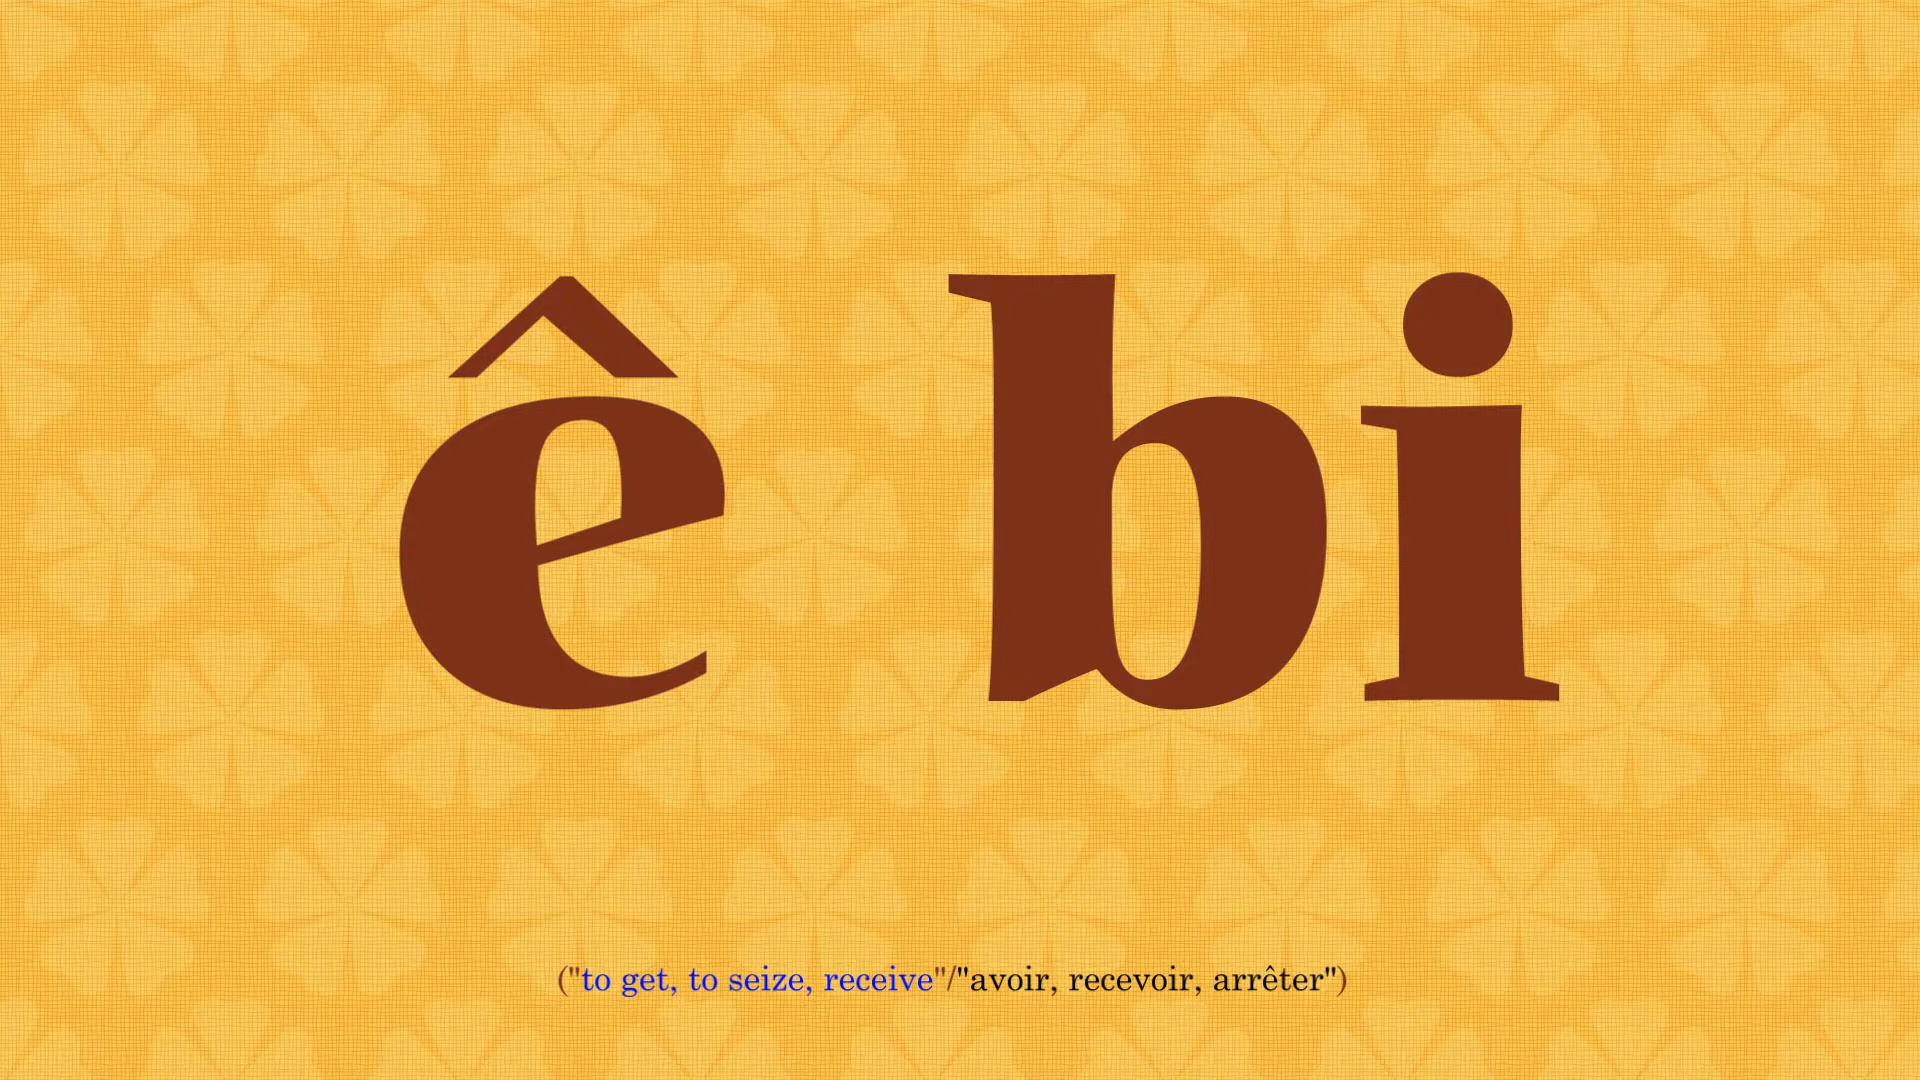 ê bi
("to get, to seize, receive"/"avoir, recevoir, arrêter")